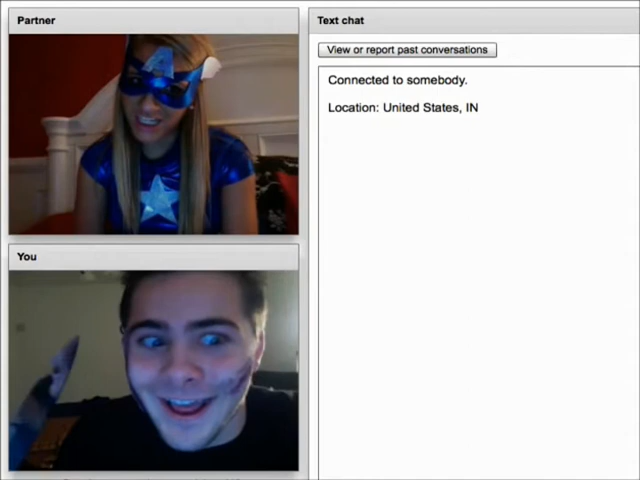 Partner
Text chat
View or report past conversations
Connected to somebody.
Location: United States, IN
A
You